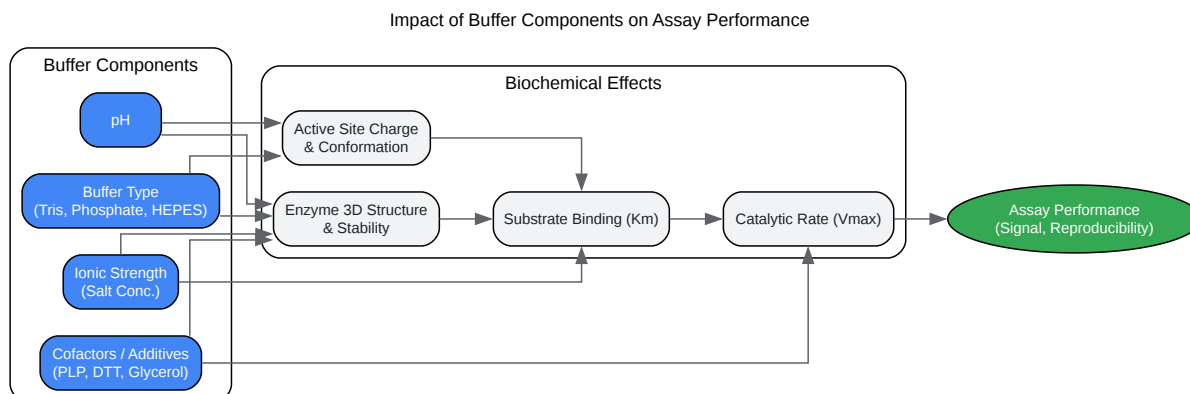 Impact of Buffer Components on Assay Performance
Buffer Components
pH
Buffer Type
(Tris, Phosphate, HEPES)
Ionic Strength
(Salt Conc.)
Cofactors / Additives
(PLP, DTT, Glycerol)
Biochemical Effects
Active Site Charge
& Conformation
Enzyme 3D Structure
& Stability
Substrate Binding (Km)
Catalytic Rate (Vmax)
Assay Performance
(Signal, Reproducibility)